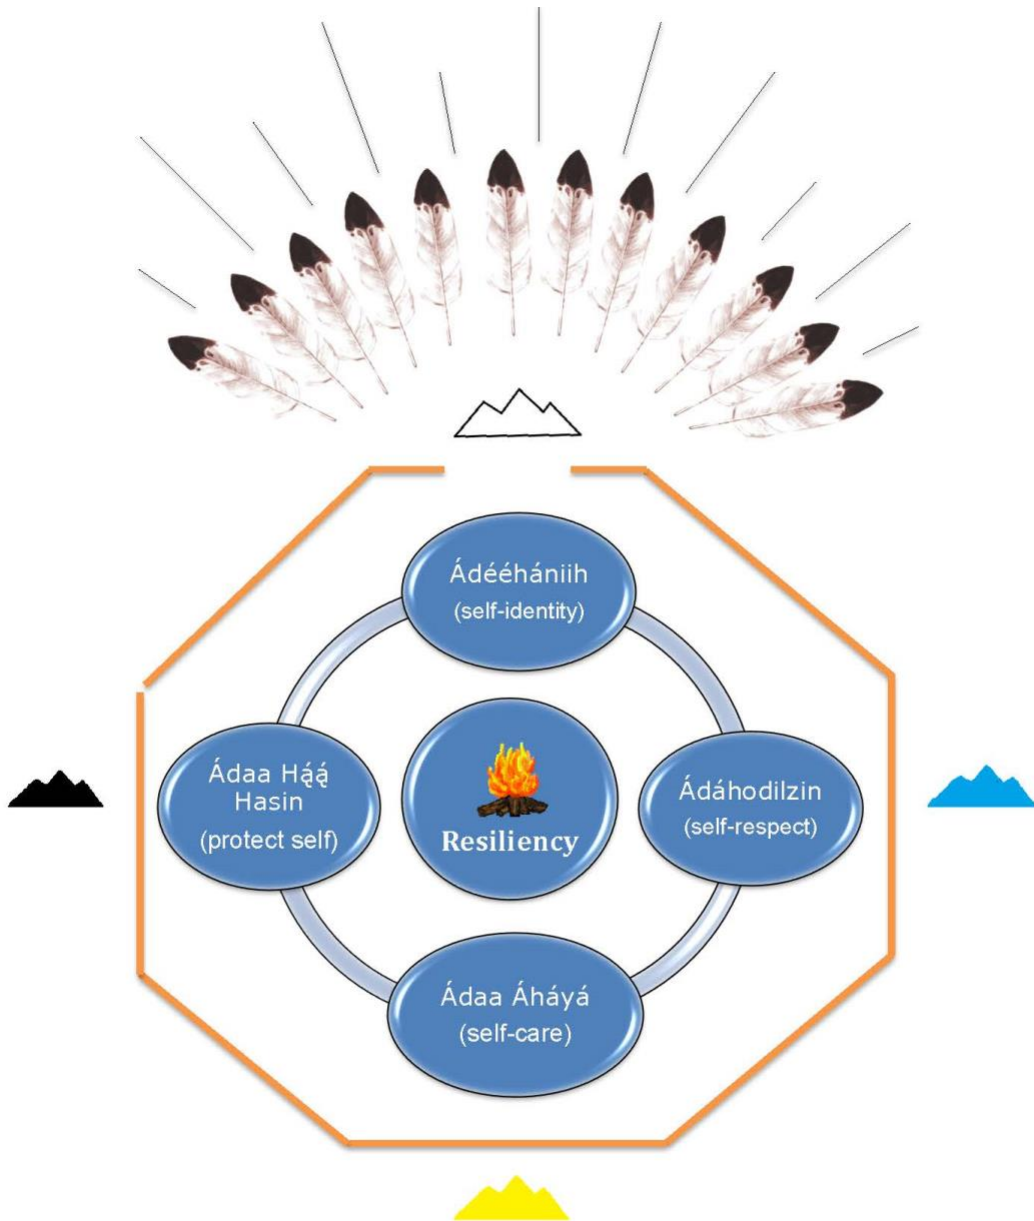 Ádééhániih
(self-identity)
Ádaa Hą́ą́
Hasin
(protect self)
Resiliency
Ádáhodilzin
(self-respect)
Ádaa Áháyá
(self-care)